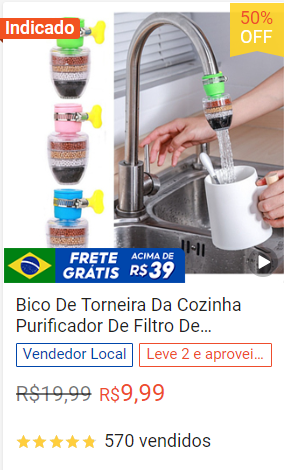 Indicado
50%
OFF
FRETE
GRÁTIS
ACIMA DE
R$39
Bico De Torneira Da Cozinha
Purificador De Filtro De...
Vendedor Local
Leve 2 e aprovei...
R$19,99 R$9,99
570 vendidos